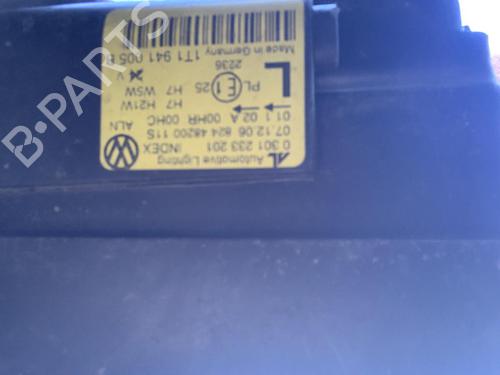 AL Automotive Lighting
0 301 233 201 INDEX
07.12.06 824 48200 11S
01.1 02 A 00HR 00HC ALN
H7 H21W H7 W5W
PL E1 25
L 2236
Made in Germany 1T1 941 005
B-PARTS